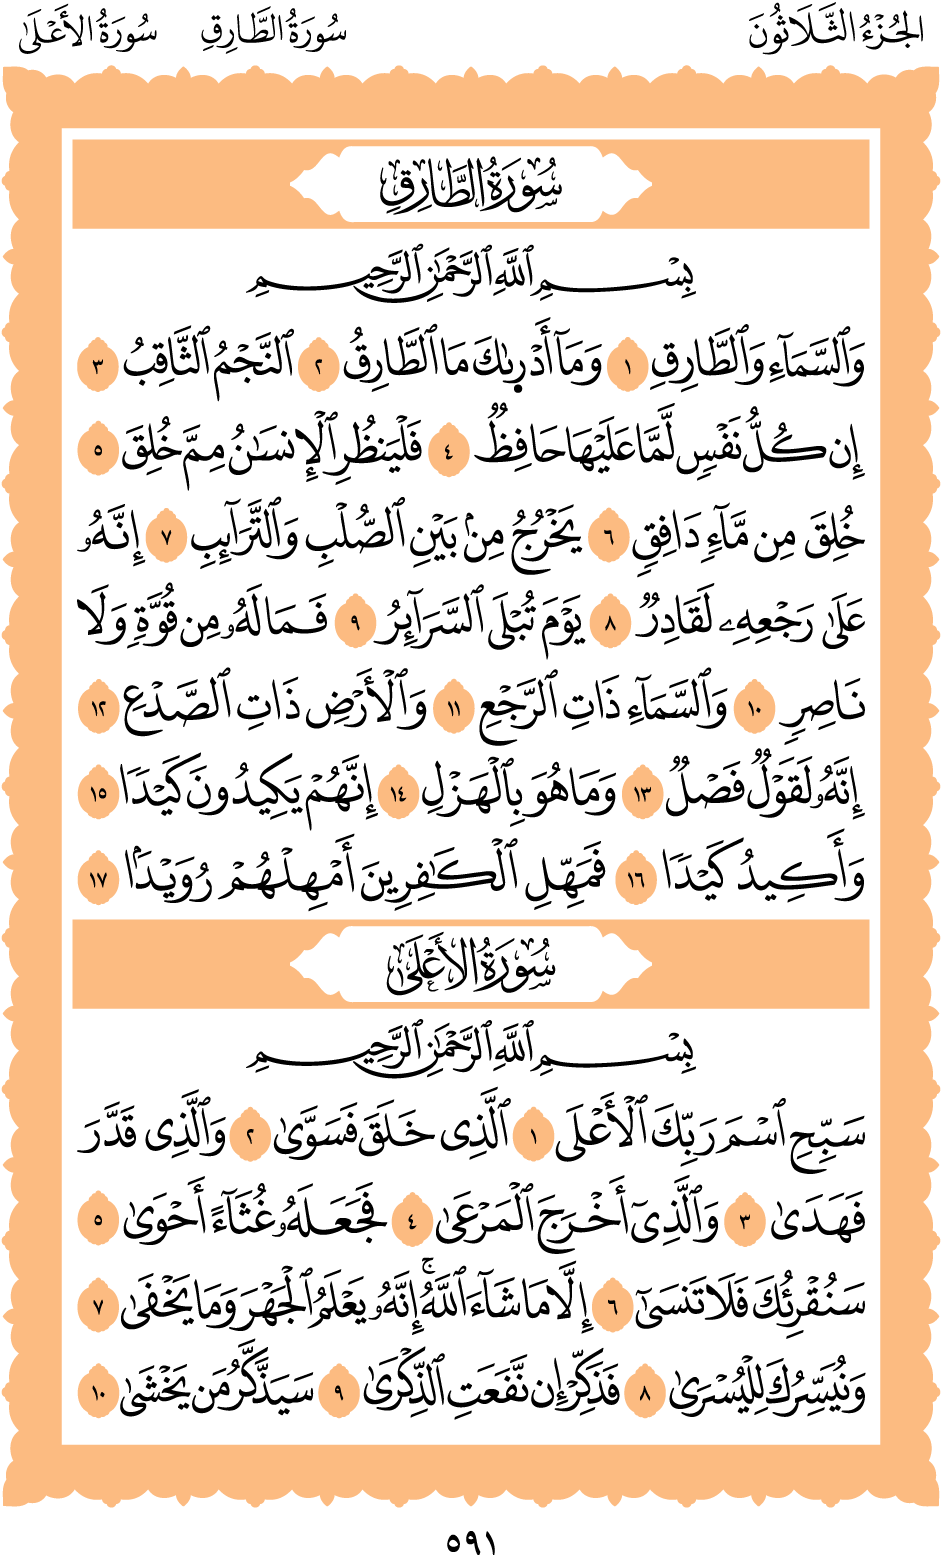 الجُزْءُ الثَّلَاثُونَ سُورَةُ الطَّارِقِ سُورَةُ الأَعْلَىٰ
سُورَةُ الطَّارِقِ
بِسْمِ ٱللَّهِ ٱلرَّحْمَٰنِ ٱلرَّحِيمِ
وَٱلسَّمَآءِ وَٱلطَّارِقِ ١ وَمَآ أَدْرٜىٰكَ مَا ٱلطَّارِقُ ٢ ٱلنَّجْمُ ٱلثَّاقِبُ ٣
إِن كُلُّ نَفْسٖ لَّمَّا عَلَيْهَا حَافِظٞ ٤ فَلْيَنظُرِ ٱلْإِنسَٰنُ مِمَّ خُلِقَ ٥
خُلِقَ مِن مَّآءٖ دَافِقٖ ٦ يَخْرُجُ مِنۢ بَيْنِ ٱلصُّلْبِ وَٱلتَّرَآئِبِ ٧ إِنَّهُۥ
عَلَىٰ رَجْعِهِۦ لَقَادِرٞ ٨ يَوْمَ تُبْلَى ٱلسَّرَآئِرُ ٩ فَمَا لَهُۥ مِن قُوَّةٖ وَلَا
نَاصِرٖ ١٠ وَٱلسَّمَآءِ ذَاتِ ٱلرَّجْعِ ١١ وَٱلْأَرْضِ ذَاتِ ٱلصَّدْعِ ١٢
إِنَّهُۥ لَقَوْلٞ فَصْلٞ ١٣ وَمَا هُوَ بِٱلْهَزْلِ ١٤ إِنَّهُمْ يَكِيدُونَ كَيْدٗا ١٥
وَأَكِيدُ كَيْدٗا ١٦ فَمَهِّلِ ٱلْكَٰفِرِينَ أَمْهِلْهُمْ رُوَيْدَۢا ١٧
سُورَةُ الأَعْلَىٰ
بِسْمِ ٱللَّهِ ٱلرَّحْمَٰنِ ٱلرَّحِيمِ
سَبِّحِ ٱسْمَ رَبِّكَ ٱلْأَعْلَى ١ ٱلَّذِى خَلَقَ فَسَوَّىٰ ٢ وَٱلَّذِى قَدَّرَ
فَهَدَىٰ ٣ وَٱلَّذِىٓ أَخْرَجَ ٱلْمَرْعَىٰ ٤ فَجَعَلَهُۥ غُثَآءً أَحْوَىٰ ٥
سَنُقْرِئُكَ فَلَا تَنسَىٰٓ ٦ إِلَّا مَا شَآءَ ٱللَّهُۚ إِنَّهُۥ يَعْلَمُ ٱلْجَهْرَ وَمَا يَخْفَىٰ ٧
وَنُيَسِّرُكَ لِلْيُسْرَىٰ ٨ فَذَكِّرْ إِن نَّفَعَتِ ٱلذِّكْرَىٰ ٩ سَيَذَّكَّرُ مَن يَخْشَىٰ ١٠
٥٩١